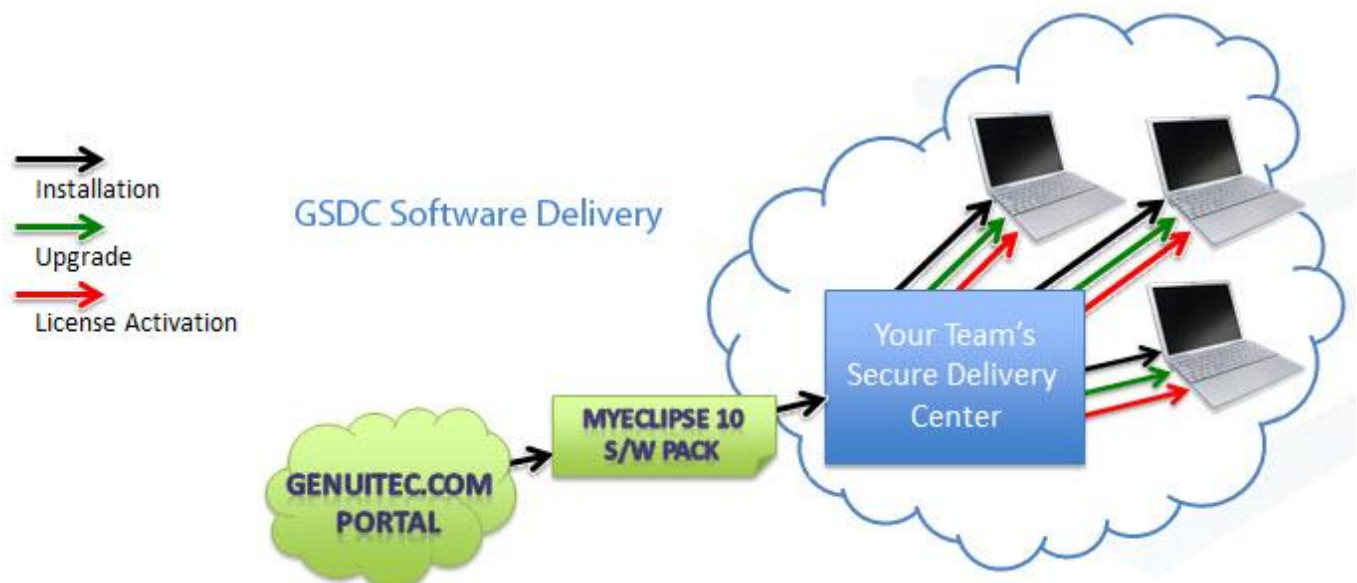 Installation
Upgrade
License Activation
GSDC Software Delivery
Your Team's
Secure Delivery
Center
MYECLIPSE 10
S/W PACK
GENUITEC.COM
PORTAL